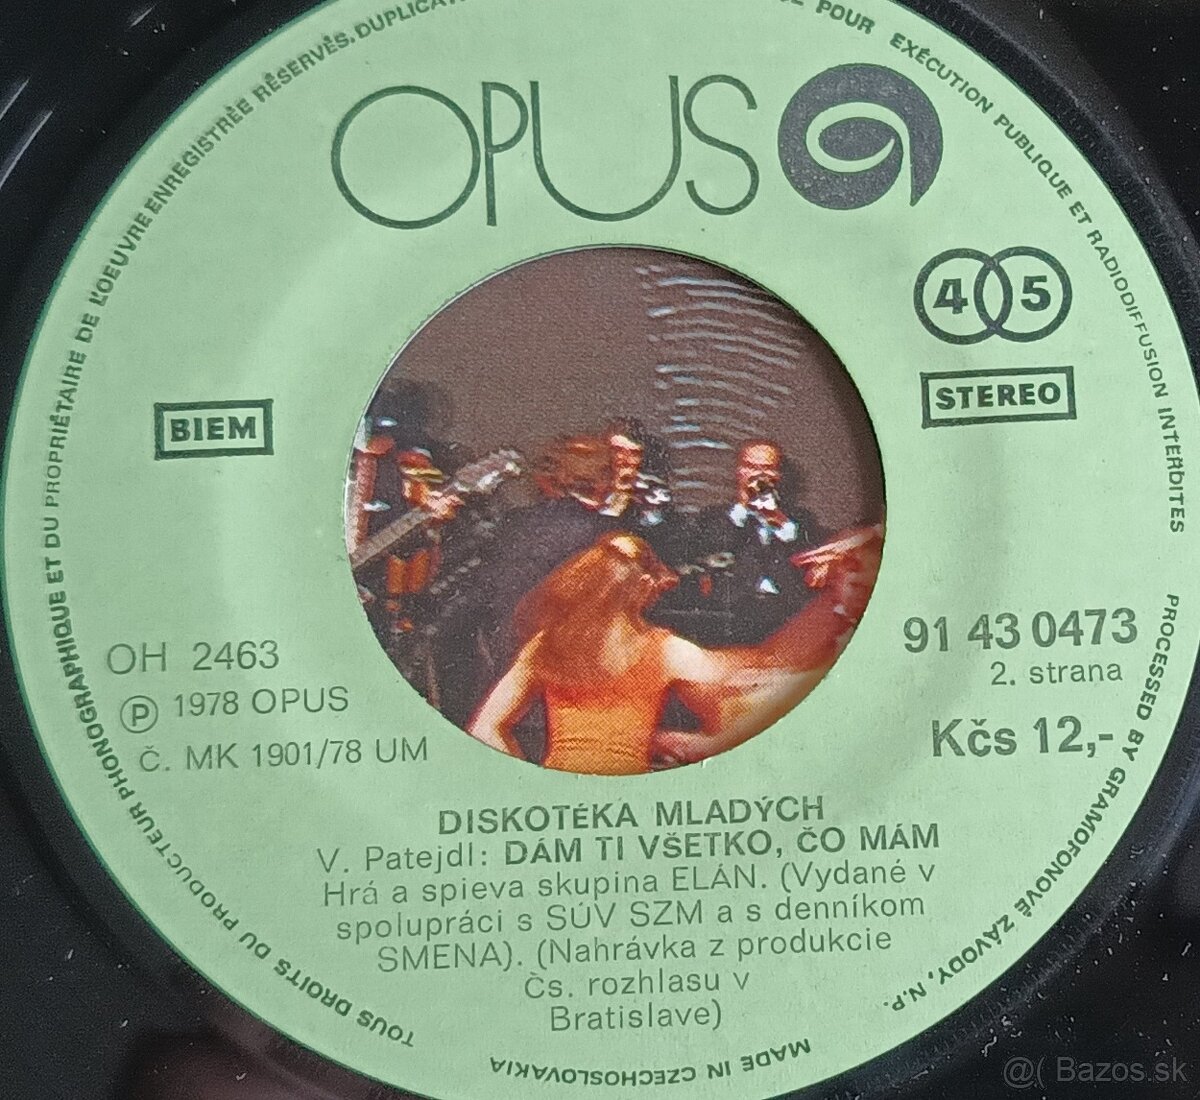 OPUS
45
STEREO
BIEM
OH 2463
Ⓟ 1978 OPUS
Č. MK 1901/78 UM
91 43 0473
2. strana
Kčs 12,-
DISKOTÉKA MLADÝCH
V. Patejdl: DÁM TI VŠETKO, ČO MÁM
Hrá a spieva skupina ELÁN. (Vydané v
spolupráci s SÚV SZM a s denníkom
SMENA). (Nahrávka z produkcie
Čs. rozhlasu v
Bratislave)
TOUS DROITS DU PRODUCTEUR PHONOGRAPHIQUE ET DU PROPRIÉTAIRE DE L'OEUVRE ENREGISTRÈE RÉSERVÉS. POUR EXÉCUTION PUBLIQUE ET RADIODIFFUSION INTERDITES
PROCESSED BY GRAMOFONOVÉ ZÁVODY, N.P.
MADE IN CZECHOSLOVAKIA
@( Bazos.sk